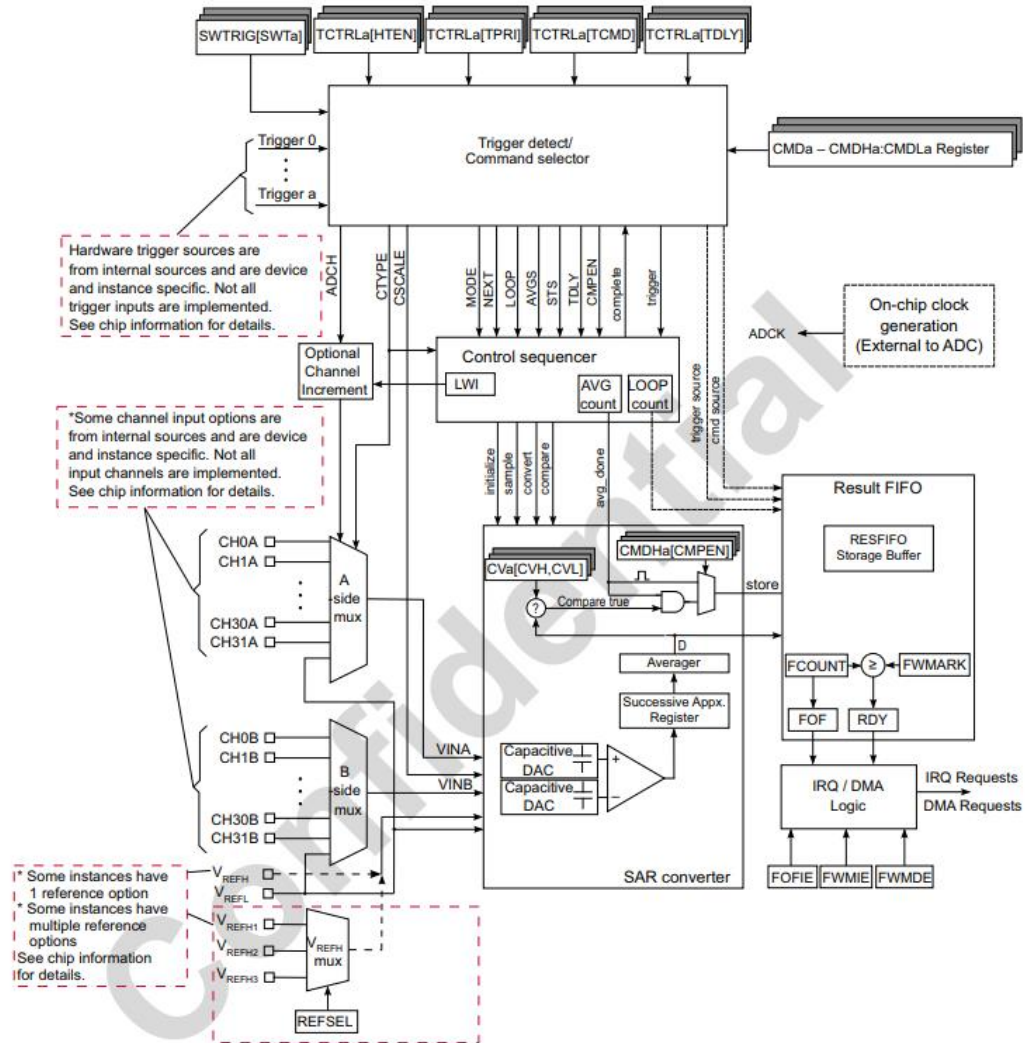 SWTRIG[SWTa]
TCTRLa[HTEN]
TCTRLa[TPRI]
TCTRLa[TCMD]
TCTRLa[TDLY]
Trigger detect/
Command selector
CMDa – CMDHa:CMDLa Register
Trigger 0
Trigger a
Hardware trigger sources are
from internal sources and are device
and instance specific. Not all
trigger inputs are implemented.
See chip information for details.
ADCH
CTYPE
CSCALE
MODE
NEXT
LOOP
AVGS
STS
TDLY
CMPEN
complete
trigger
trigger source
cmd source
On-chip clock
generation
(External to ADC)
ADCK
Optional
Channel
Increment
Control sequencer
LWI
AVG
count
LOOP
count
*Some channel input options are
from internal sources and are device
and instance specific. Not all
input channels are implemented.
See chip information for details.
initialize
sample
convert
compare
avg_done
Result FIFO
RESFIFO
Storage Buffer
CH0A
CH1A
CH30A
CH31A
A
-side
mux
CVa[CVH,CVL]
CMDHa[CMPEN]
?
Compare true
store
D
Averager
Successive Appx.
Register
FCOUNT
≥
FWMARK
FOF
RDY
CH0B
CH1B
CH30B
CH31B
B
-side
mux
VINA
VINB
Capacitive
DAC
Capacitive
DAC
+
−
SAR converter
IRQ / DMA
Logic
IRQ Requests
DMA Requests
FOFIE
FWMIE
FWMDE
* Some instances have
1 reference option
* Some instances have
multiple reference
options
See chip information
for details.
VREFH
VREFL
VREFH1
VREFH2
VREFH3
VREFH
mux
REFSEL
Confidential